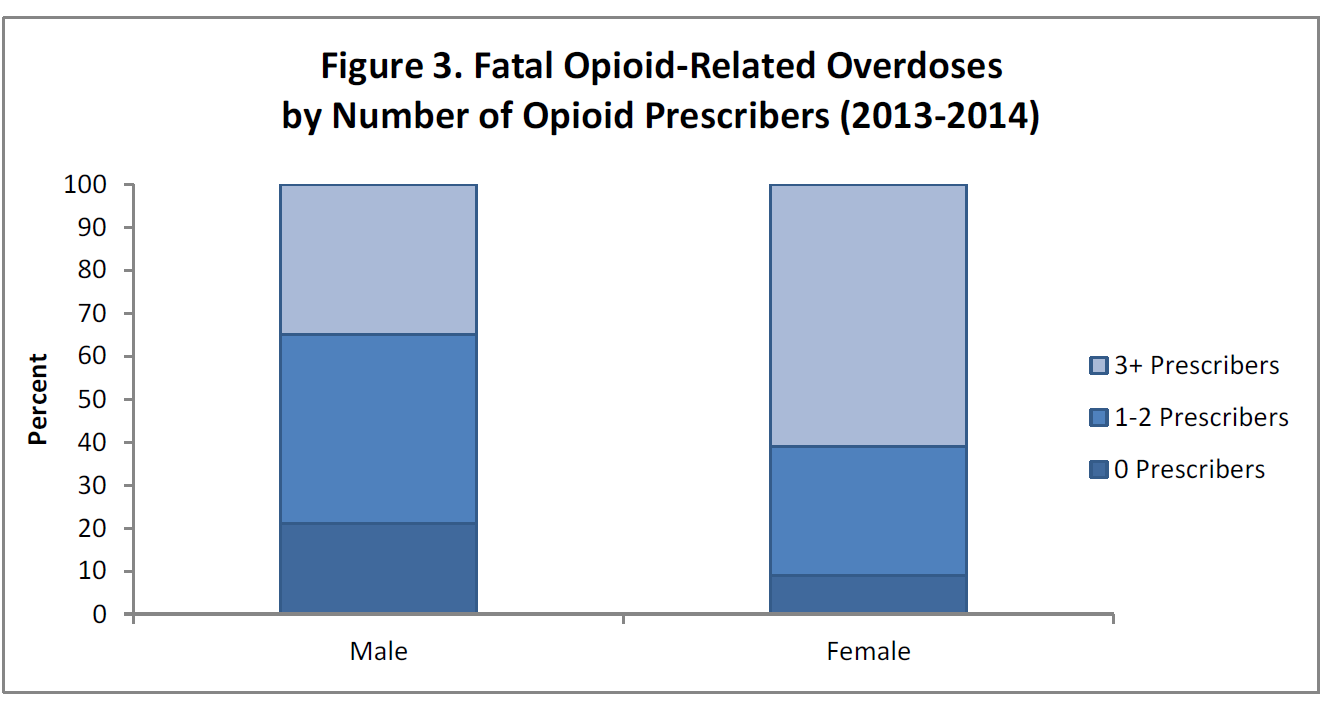 Figure 3. Fatal Opioid-Related Overdoses
by Number of Opioid Prescribers (2013-2014)
100
90
80
70
60
50
40
30
20
10
0
Percent
Male
Female
3+ Prescribers
1-2 Prescribers
0 Prescribers